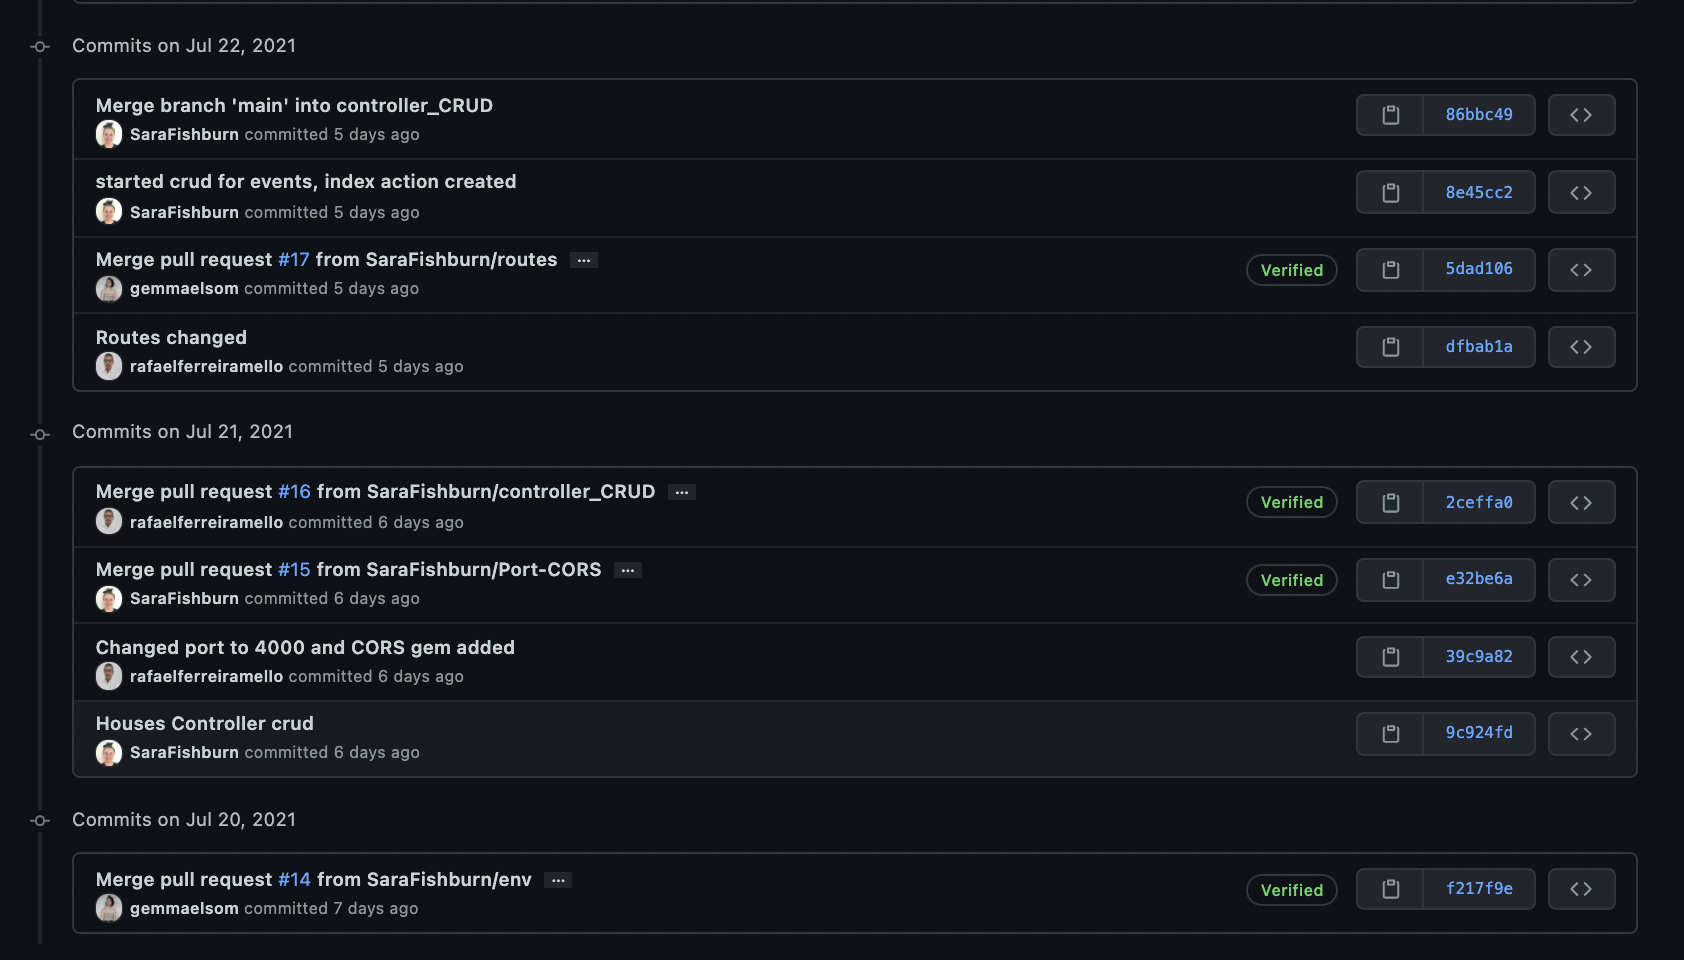 Commits on Jul 22, 2021
Merge branch 'main' into controller_CRUD
SaraFishburn committed 5 days ago
86bbc49
started crud for events, index action created
SaraFishburn committed 5 days ago
8e45cc2
Merge pull request #17 from SaraFishburn/routes ...
gemmaelsom committed 5 days ago
Verified
5dad106
Routes changed
rafaelferreiramello committed 5 days ago
dfbab1a
Commits on Jul 21, 2021
Merge pull request #16 from SaraFishburn/controller_CRUD ...
rafaelferreiramello committed 6 days ago
Verified
2ceffa0
Merge pull request #15 from SaraFishburn/Port-CORS ...
SaraFishburn committed 6 days ago
Verified
e32be6a
Changed port to 4000 and CORS gem added
rafaelferreiramello committed 6 days ago
39c9a82
Houses Controller crud
SaraFishburn committed 6 days ago
9c924fd
Commits on Jul 20, 2021
Merge pull request #14 from SaraFishburn/env ...
gemmaelsom committed 7 days ago
Verified
f217f9e